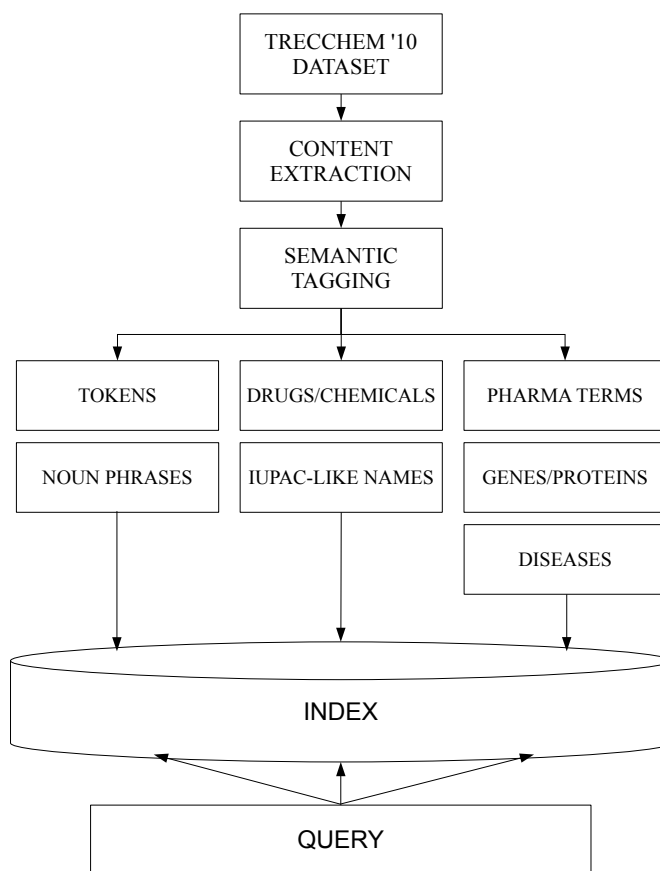 TRECCHEM '10
DATASET
CONTENT
EXTRACTION
SEMANTIC
TAGGING
TOKENS
DRUGS/CHEMICALS
PHARMA TERMS
NOUN PHRASES
IUPAC-LIKE NAMES
GENES/PROTEINS
DISEASES
INDEX
QUERY